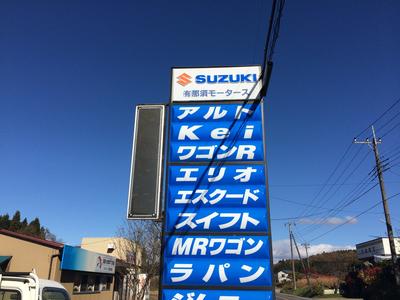 SUZUKI
㈲那須モータース
アルト
Kei
ワゴンR
エリオ
エスクード
スイフト
MRワゴン
ラパン